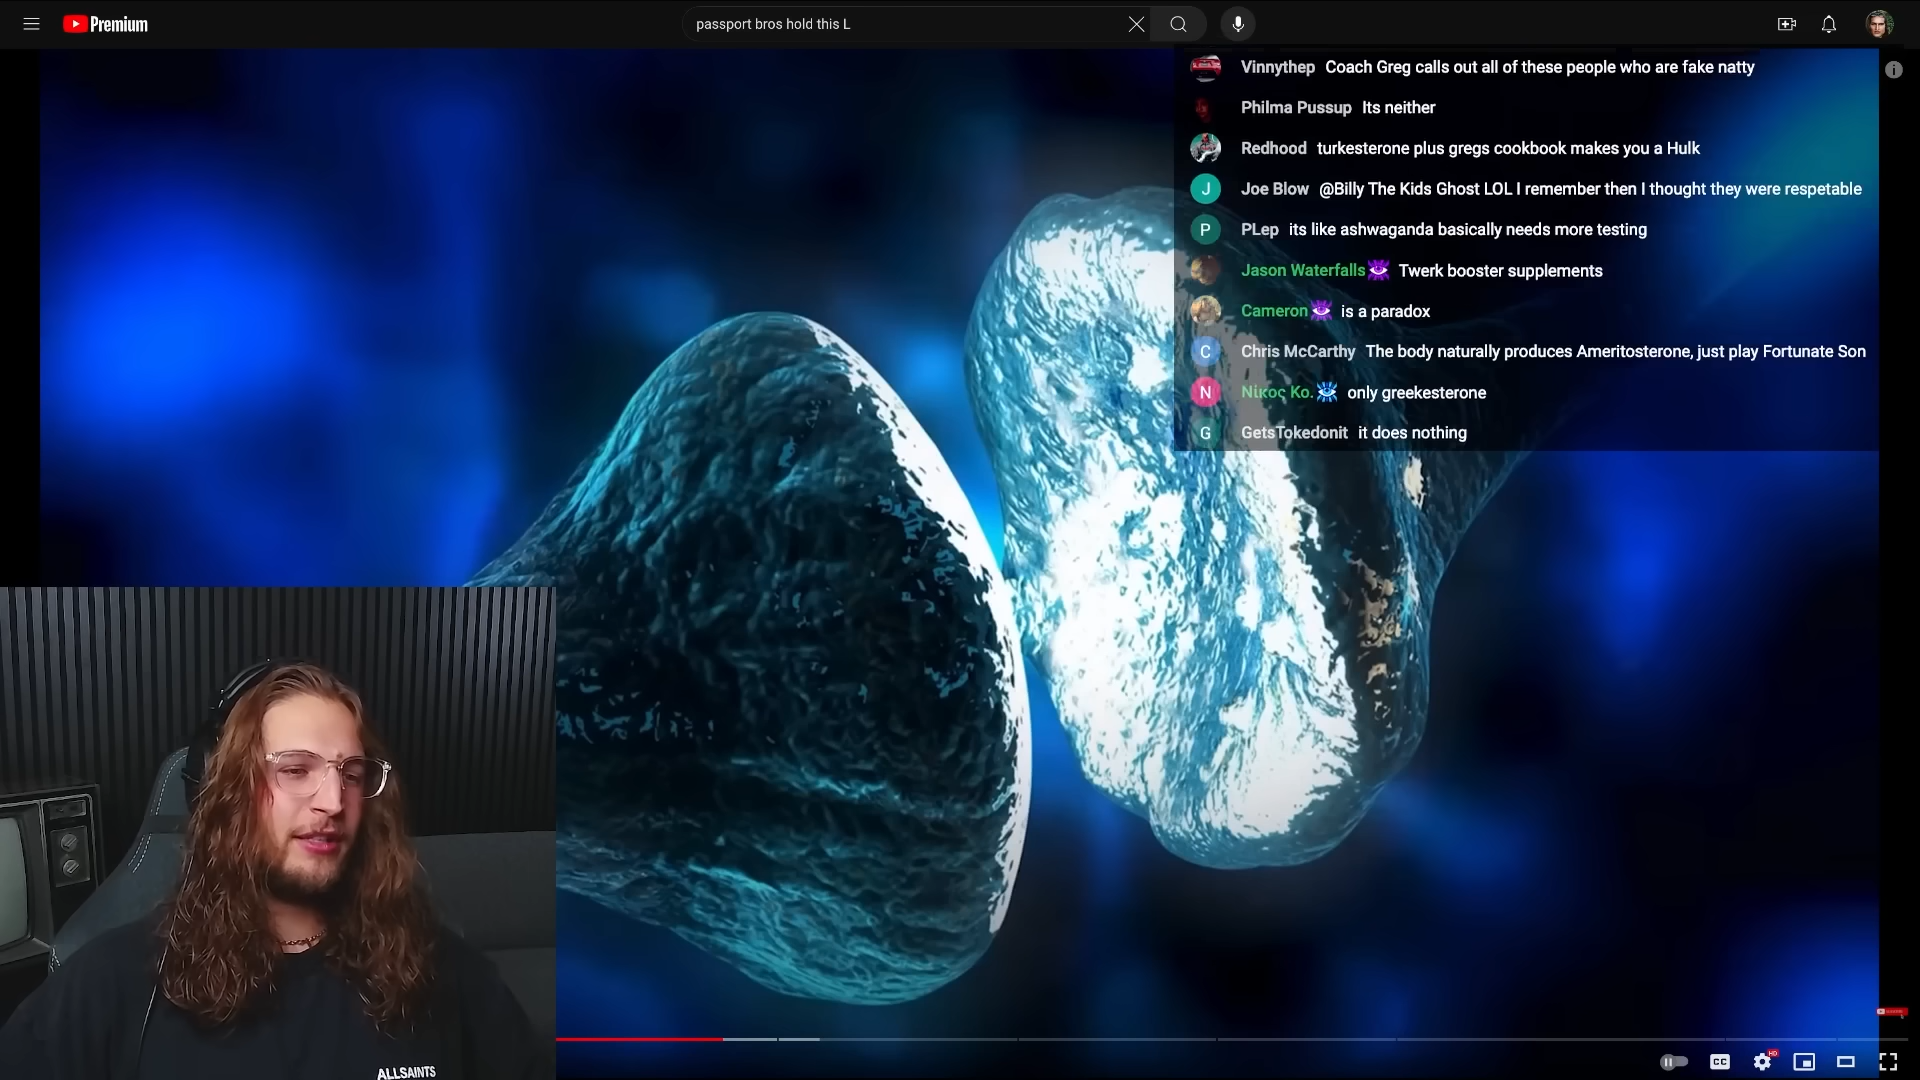 Premium
passport bros hold this L
Vinnythep Coach Greg calls out all of these people who are fake natty
Philma Pussup Its neither
Redhood turkesterone plus gregs cookbook makes you a Hulk
J Joe Blow @Billy The Kids Ghost LOL I remember then I thought they were respetable
P PLep its like ashwaganda basically needs more testing
Jason Waterfalls Twerk booster supplements
Cameron is a paradox
C Chris McCarthy The body naturally produces Ameritosterone, just play Fortunate Son
N Νίκος Κο. only greekesterone
G GetsTokedonit it does nothing
ALLSAINTS
CC
HD